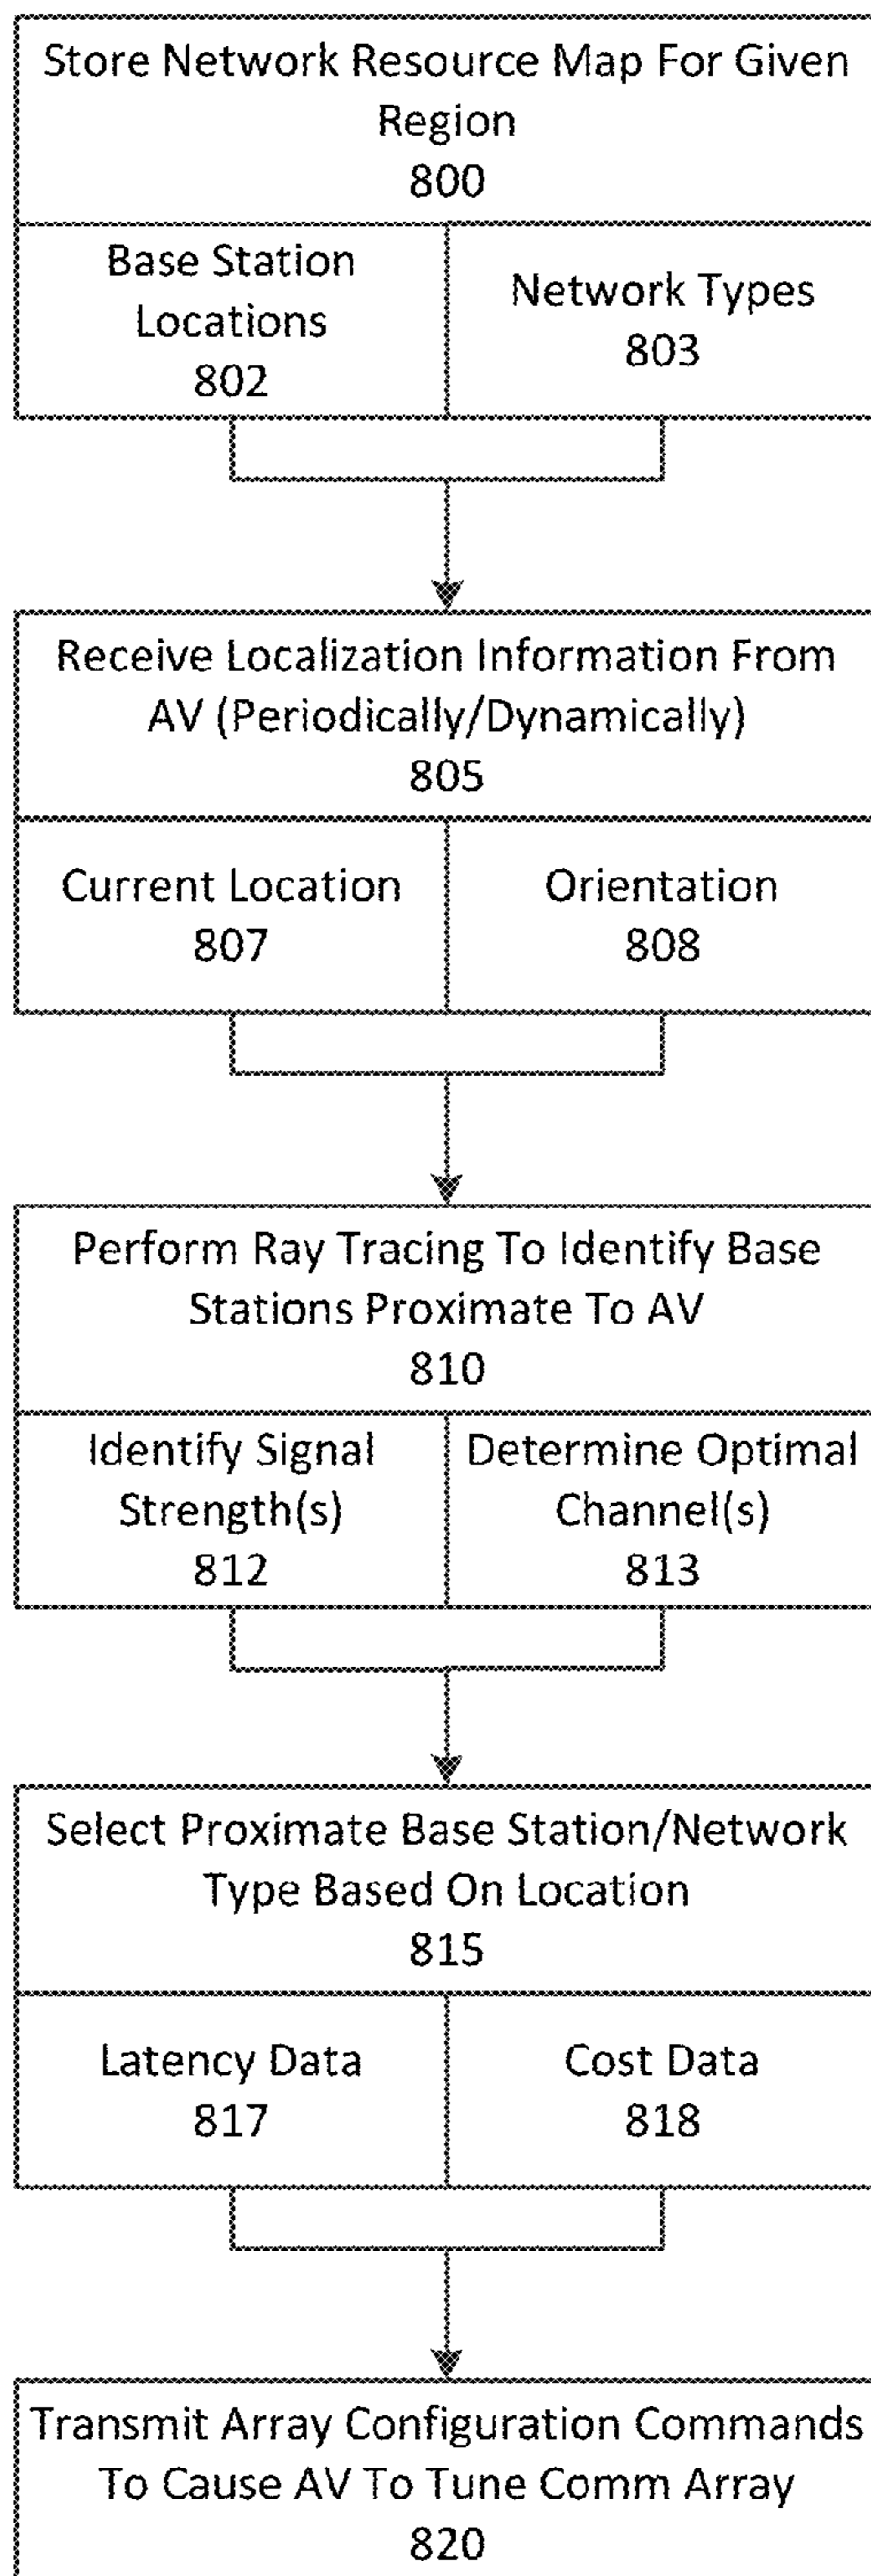 Store Network Resource Map For Given
Region
800
Base Station
Locations
802
Network Types
803
Receive Localization Information From
AV (Periodically/Dynamically)
805
Current Location
807
Orientation
808
Perform Ray Tracing To Identify Base
Stations Proximate To AV
810
Identify Signal
Strength(s)
812
Determine Optimal
Channel(s)
813
Select Proximate Base Station/Network
Type Based On Location
815
Latency Data
817
Cost Data
818
Transmit Array Configuration Commands
To Cause AV To Tune Comm Array
820